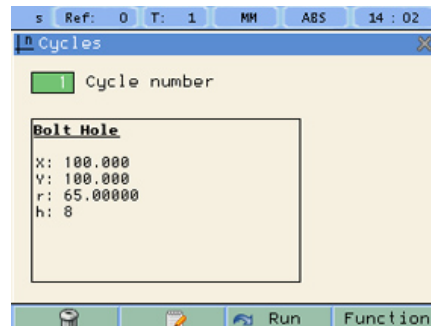 s Ref: 0 T: 1 MM ABS 14 : 02
Cycles
1 Cycle number
Bolt Hole
X: 100.000
Y: 100.000
r: 65.00000
h: 8
Run Function